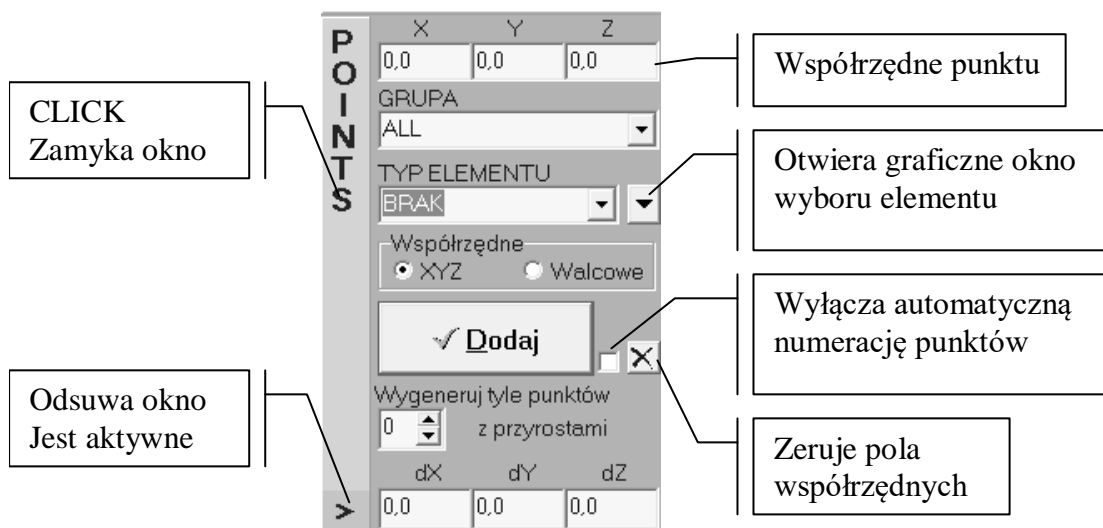 CLICK
Zamyka okno
Odsuwa okno
Jest aktywne
POINTS
>
X Y Z
0,0 0,0 0,0
GRUPA
ALL
TYP ELEMENTU
BRAK
Współrzędne
XYZ Walcowe
Dodaj
Wygeneruj tyle punktów
0 z przyrostami
dX dY dZ
0,0 0,0 0,0
Współrzędne punktu
Otwiera graficzne okno
wyboru elementu
Wyłącza automatyczną
numerację punktów
Zeruje pola
współrzędnych